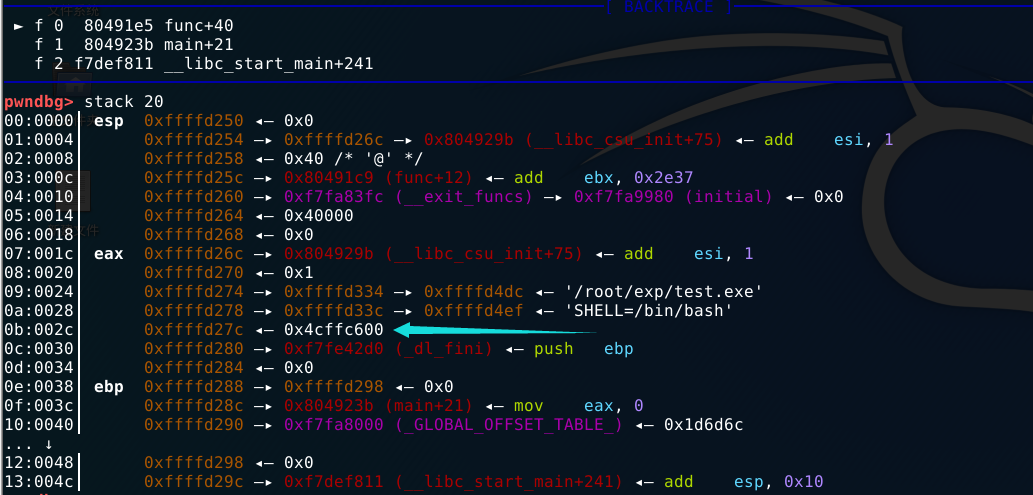 [ BACKTRACE ]
► f 0  80491e5 func+40
f 1  804923b main+21
f 2 f7def811 __libc_start_main+241
pwndbg> stack 20
00:0000│ esp  0xffffd250 ◂— 0x0
01:0004│      0xffffd254 —▸ 0xffffd26c —▸ 0x804929b (__libc_csu_init+75) ◂— add    esi, 1
02:0008│      0xffffd258 ◂— 0x40 /* '@' */
03:000c│      0xffffd25c —▸ 0x80491c9 (func+12) ◂— add    ebx, 0x2e37
04:0010│      0xffffd260 —▸ 0xf7fa83fc (__exit_funcs) —▸ 0xf7fa9980 (initial) ◂— 0x0
05:0014│      0xffffd264 ◂— 0x40000
06:0018│      0xffffd268 ◂— 0x0
07:001c│ eax  0xffffd26c —▸ 0x804929b (__libc_csu_init+75) ◂— add    esi, 1
08:0020│      0xffffd270 ◂— 0x1
09:0024│      0xffffd274 —▸ 0xffffd334 —▸ 0xffffd4dc ◂— '/root/exp/test.exe'
0a:0028│      0xffffd278 —▸ 0xffffd33c —▸ 0xffffd4ef ◂— 'SHELL=/bin/bash'
0b:002c│      0xffffd27c ◂— 0x4cffc600
0c:0030│      0xffffd280 —▸ 0xf7fe42d0 (_dl_fini) ◂— push   ebp
0d:0034│      0xffffd284 ◂— 0x0
0e:0038│ ebp  0xffffd288 —▸ 0xffffd298 ◂— 0x0
0f:003c│      0xffffd28c —▸ 0x804923b (main+21) ◂— mov    eax, 0
10:0040│      0xffffd290 —▸ 0xf7fa8000 (_GLOBAL_OFFSET_TABLE_) ◂— 0x1d6d6c
... ↓
12:0048│      0xffffd298 ◂— 0x0
13:004c│      0xffffd29c —▸ 0xf7def811 (__libc_start_main+241) ◂— add    esp, 0x10